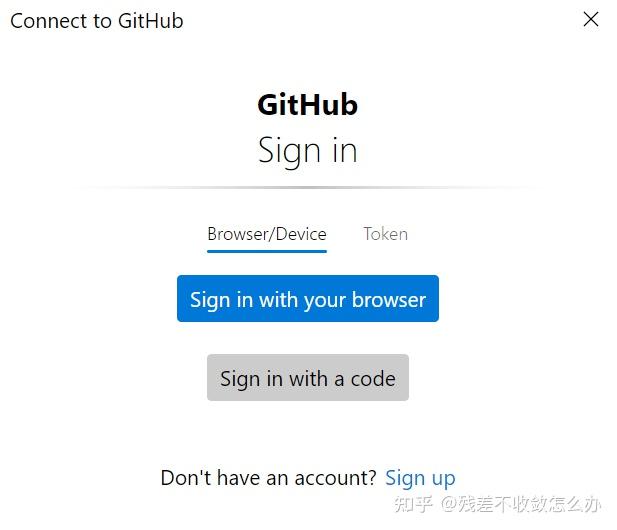 Connect to GitHub
GitHub
Sign in
Browser/Device Token
Sign in with your browser
Sign in with a code
Don't have an account? Sign up
知乎 @残差不收敛怎么办